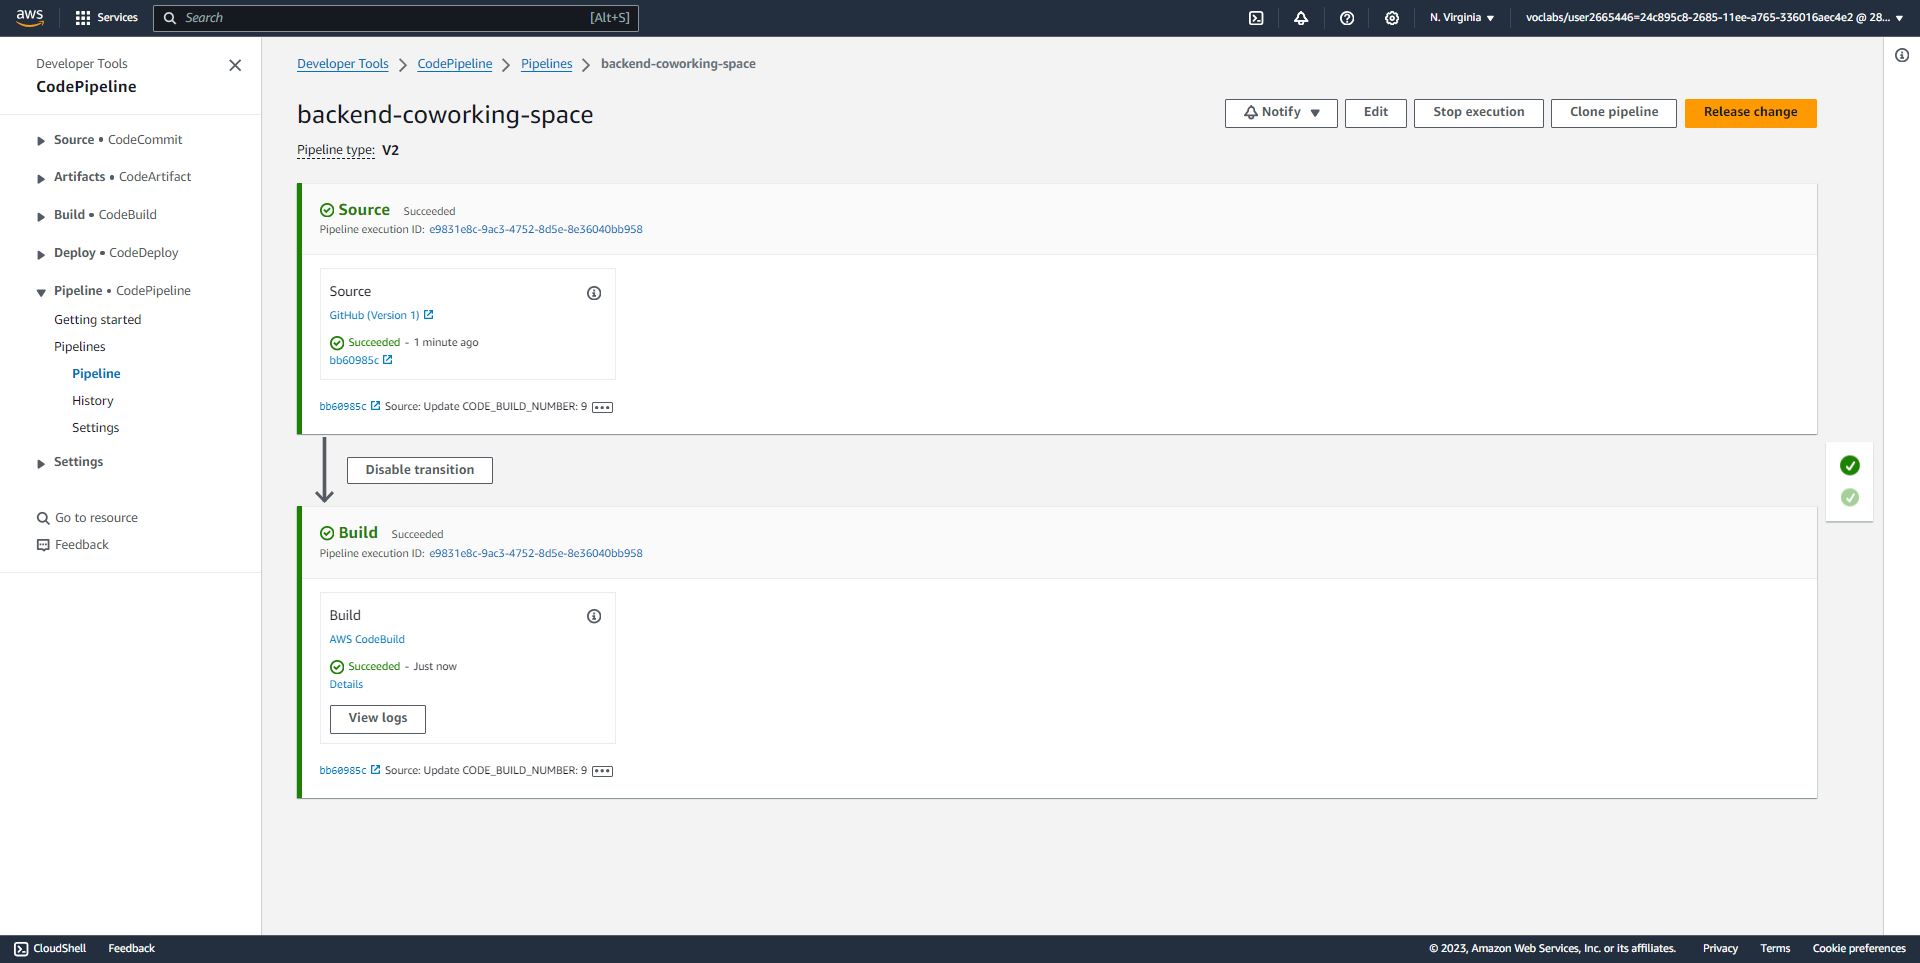 aws
Services
Search
[Alt+S]
N. Virginia
voclabs/user2665446=24c895c8-2685-11ee-a765-336016aec4e2 @ 28...
Developer Tools
CodePipeline
Source • CodeCommit
Artifacts • CodeArtifact
Build • CodeBuild
Deploy • CodeDeploy
Pipeline • CodePipeline
Getting started
Pipelines
Pipeline
History
Settings
Settings
Go to resource
Feedback
Developer Tools
CodePipeline
Pipelines
backend-coworking-space
backend-coworking-space
Notify
Edit
Stop execution
Clone pipeline
Release change
Pipeline type: V2
Source Succeeded
Pipeline execution ID: e9831e8c-9ac3-4752-8d5e-8e36040bb958
Source
GitHub (Version 1)
Succeeded - 1 minute ago
bb60985c
bb60985c Source: Update CODE_BUILD_NUMBER: 9
Disable transition
Build Succeeded
Pipeline execution ID: e9831e8c-9ac3-4752-8d5e-8e36040bb958
Build
AWS CodeBuild
Succeeded - Just now
Details
View logs
bb60985c Source: Update CODE_BUILD_NUMBER: 9
CloudShell
Feedback
© 2023, Amazon Web Services, Inc. or its affiliates.
Privacy
Terms
Cookie preferences